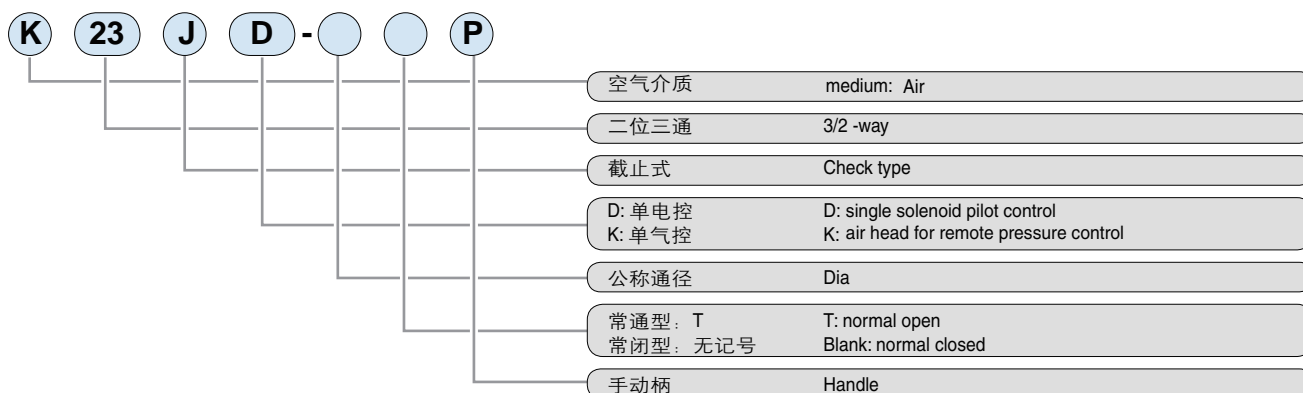 K 23 J D - P
空气介质 medium: Air
二位三通 3/2 -way
截止式 Check type
D: 单电控 D: single solenoid pilot control
K: 单气控 K: air head for remote pressure control
公称通径 Dia
常通型：T T: normal open
常闭型：无记号 Blank: normal closed
手动柄 Handle